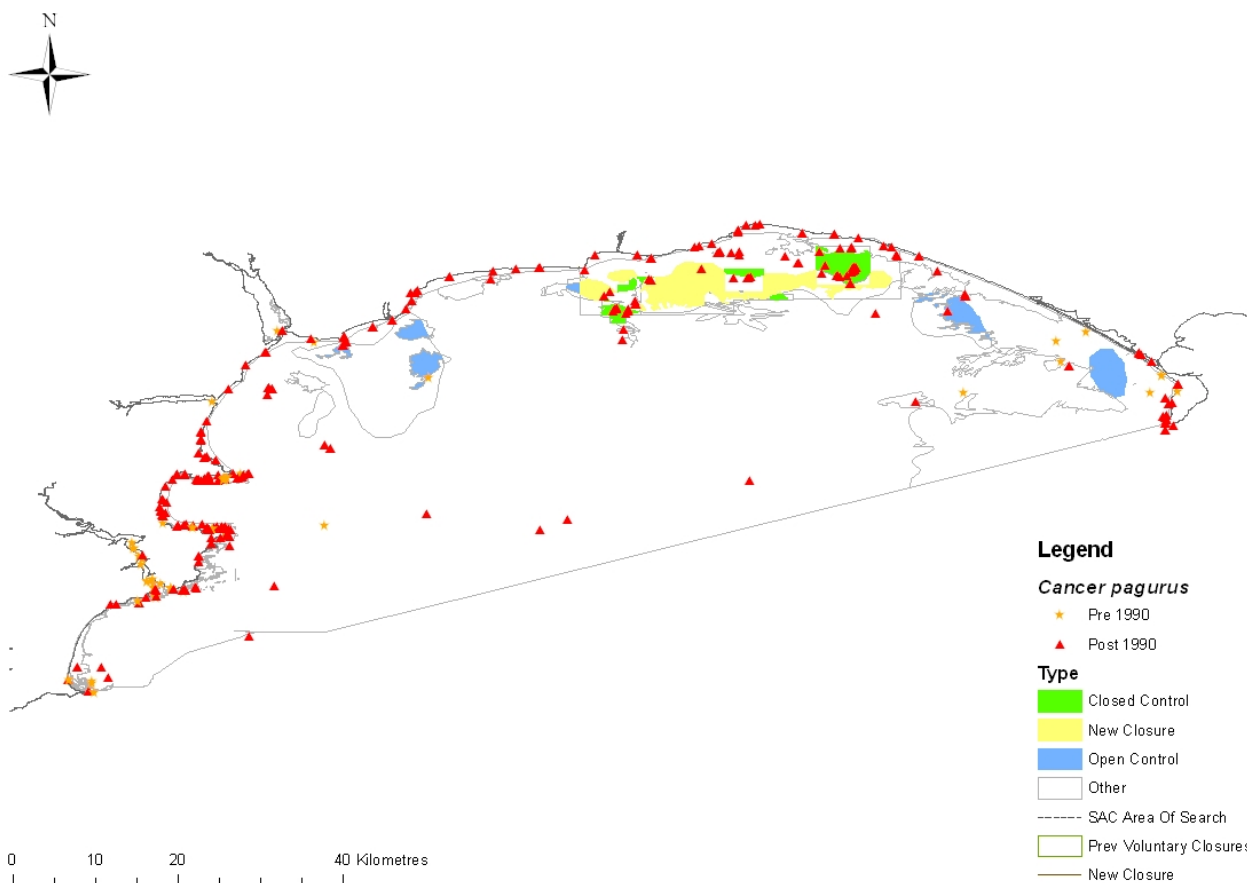 N
Legend
Cancer pagurus
Pre 1990
Post 1990
Type
Closed Control
New Closure
Open Control
Other
SAC Area Of Search
Prev Voluntary Closures
New Closure
0 10 20 40 Kilometres